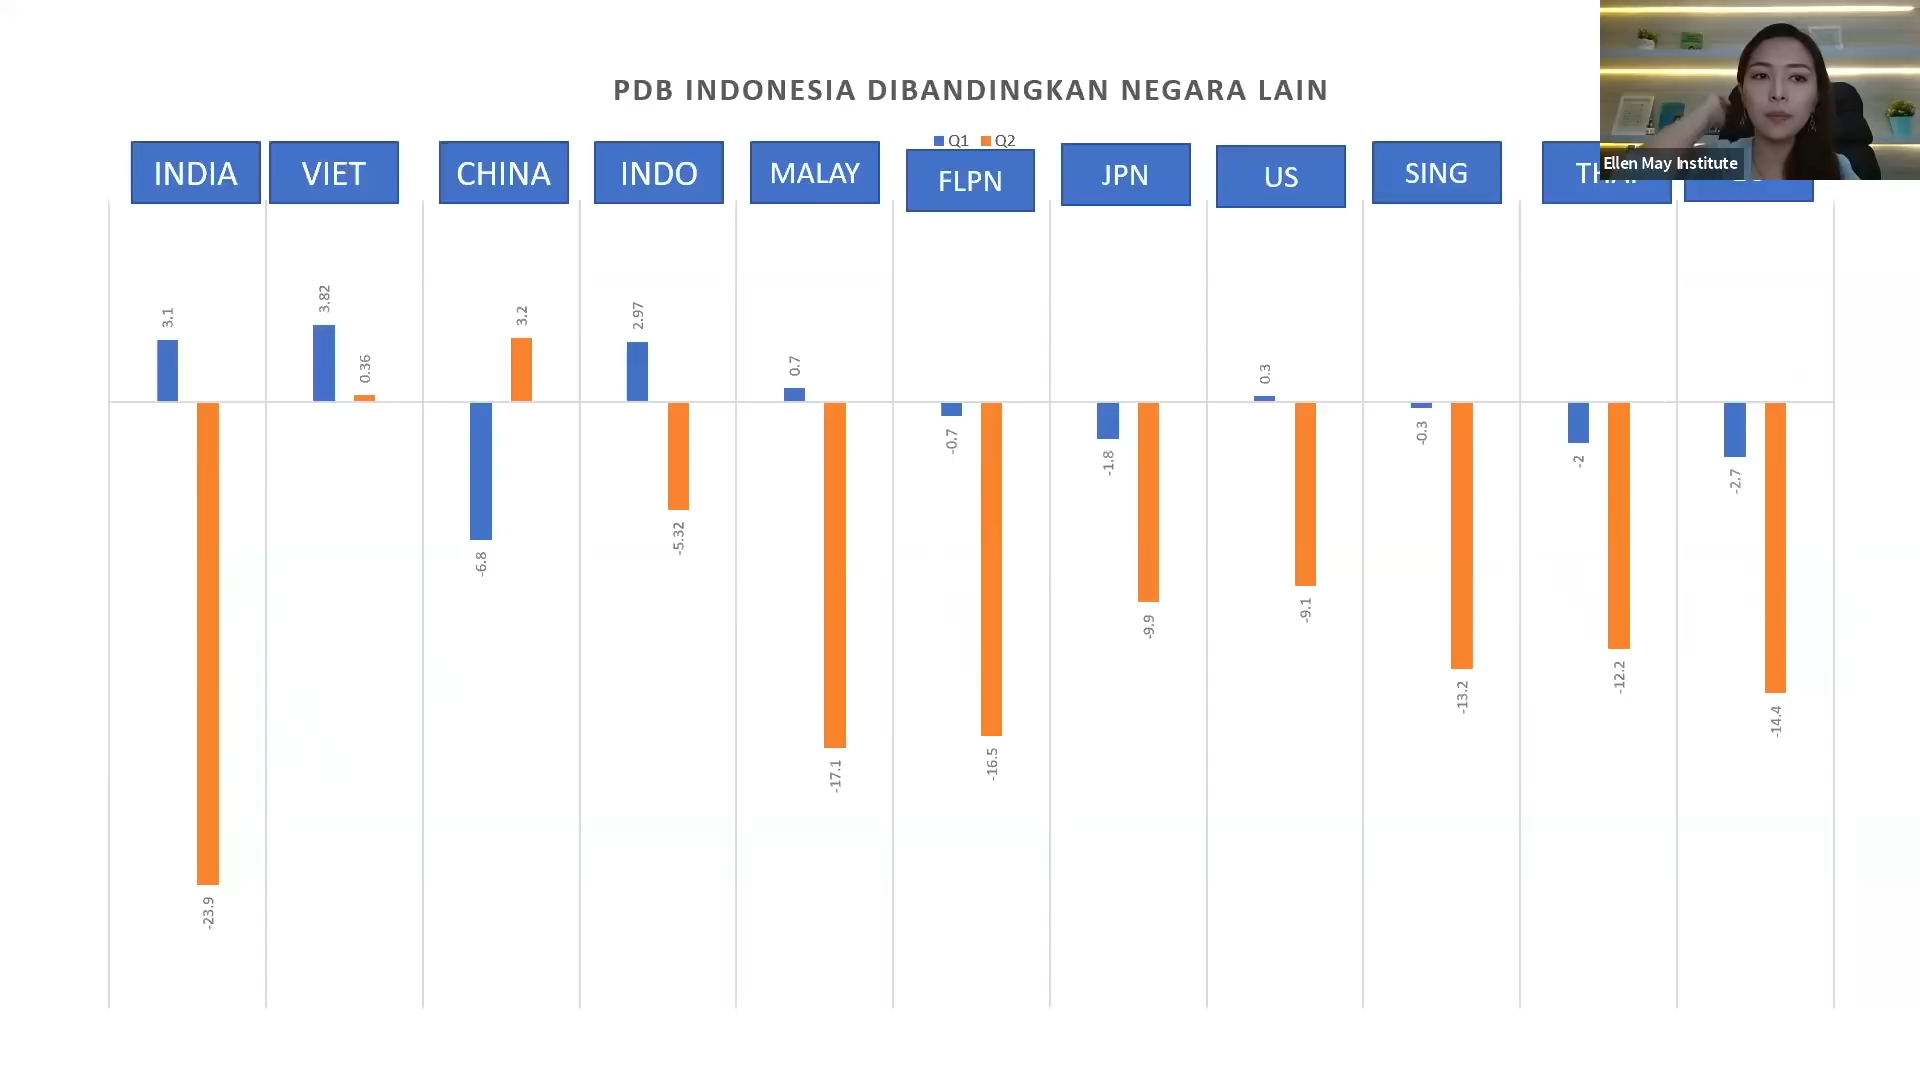 PDB INDONESIA DIBANDINGKAN NEGARA LAIN
Q1 Q2
INDIA VIET CHINA INDO MALAY FLPN JPN US SING
Ellen May Institute
3.1 3.82 0.36 3.2 2.97 0.7 0.3
-23.9 -6.8 -5.32 -17.1 -0.7 -16.5 -1.8 -9.9 -9.1 -0.3 -13.2 -2 -12.2 -2.7 -14.4